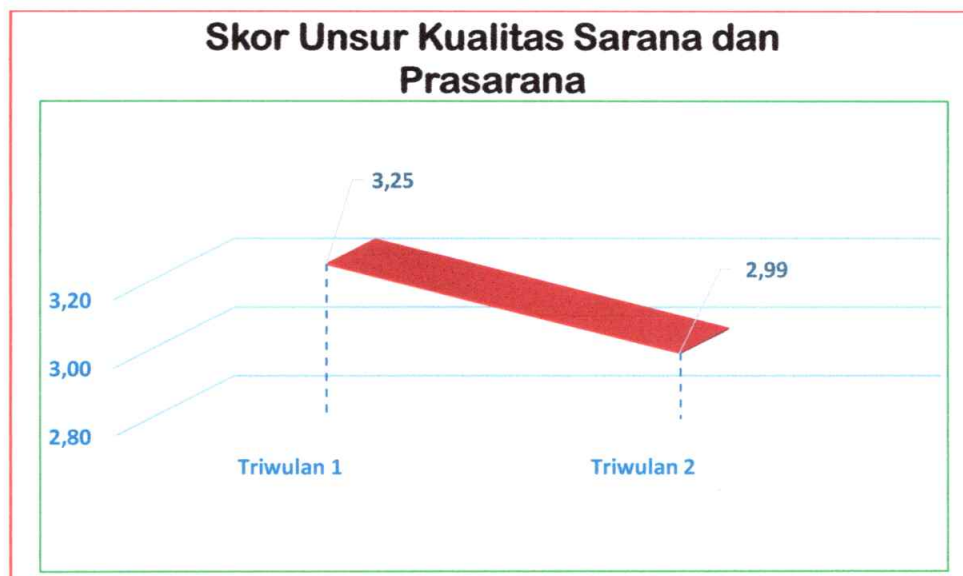 Skor Unsur Kualitas Sarana dan
Prasarana
3,25
2,99
3,20
3,00
2,80
Triwulan 1
Triwulan 2